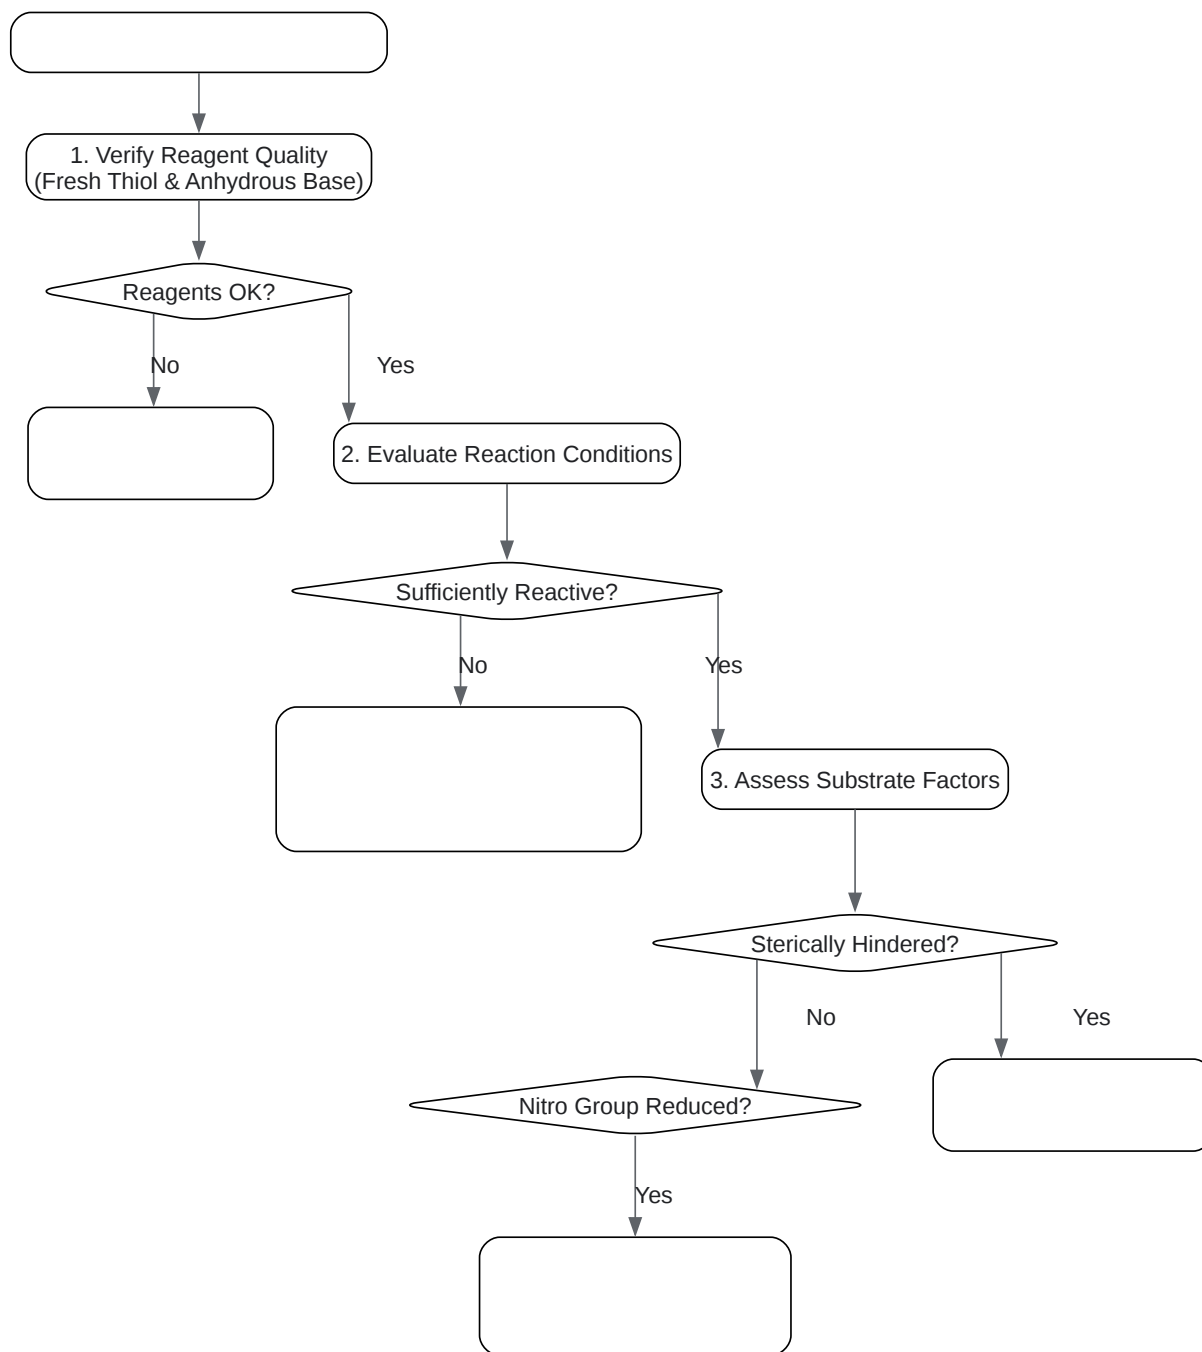 1. Verify Reagent Quality
(Fresh Thiol & Anhydrous Base)
Reagents OK?
No
Yes
2. Evaluate Reaction Conditions
Sufficiently Reactive?
No
Yes
3. Assess Substrate Factors
Sterically Hindered?
No
Yes
Nitro Group Reduced?
Yes